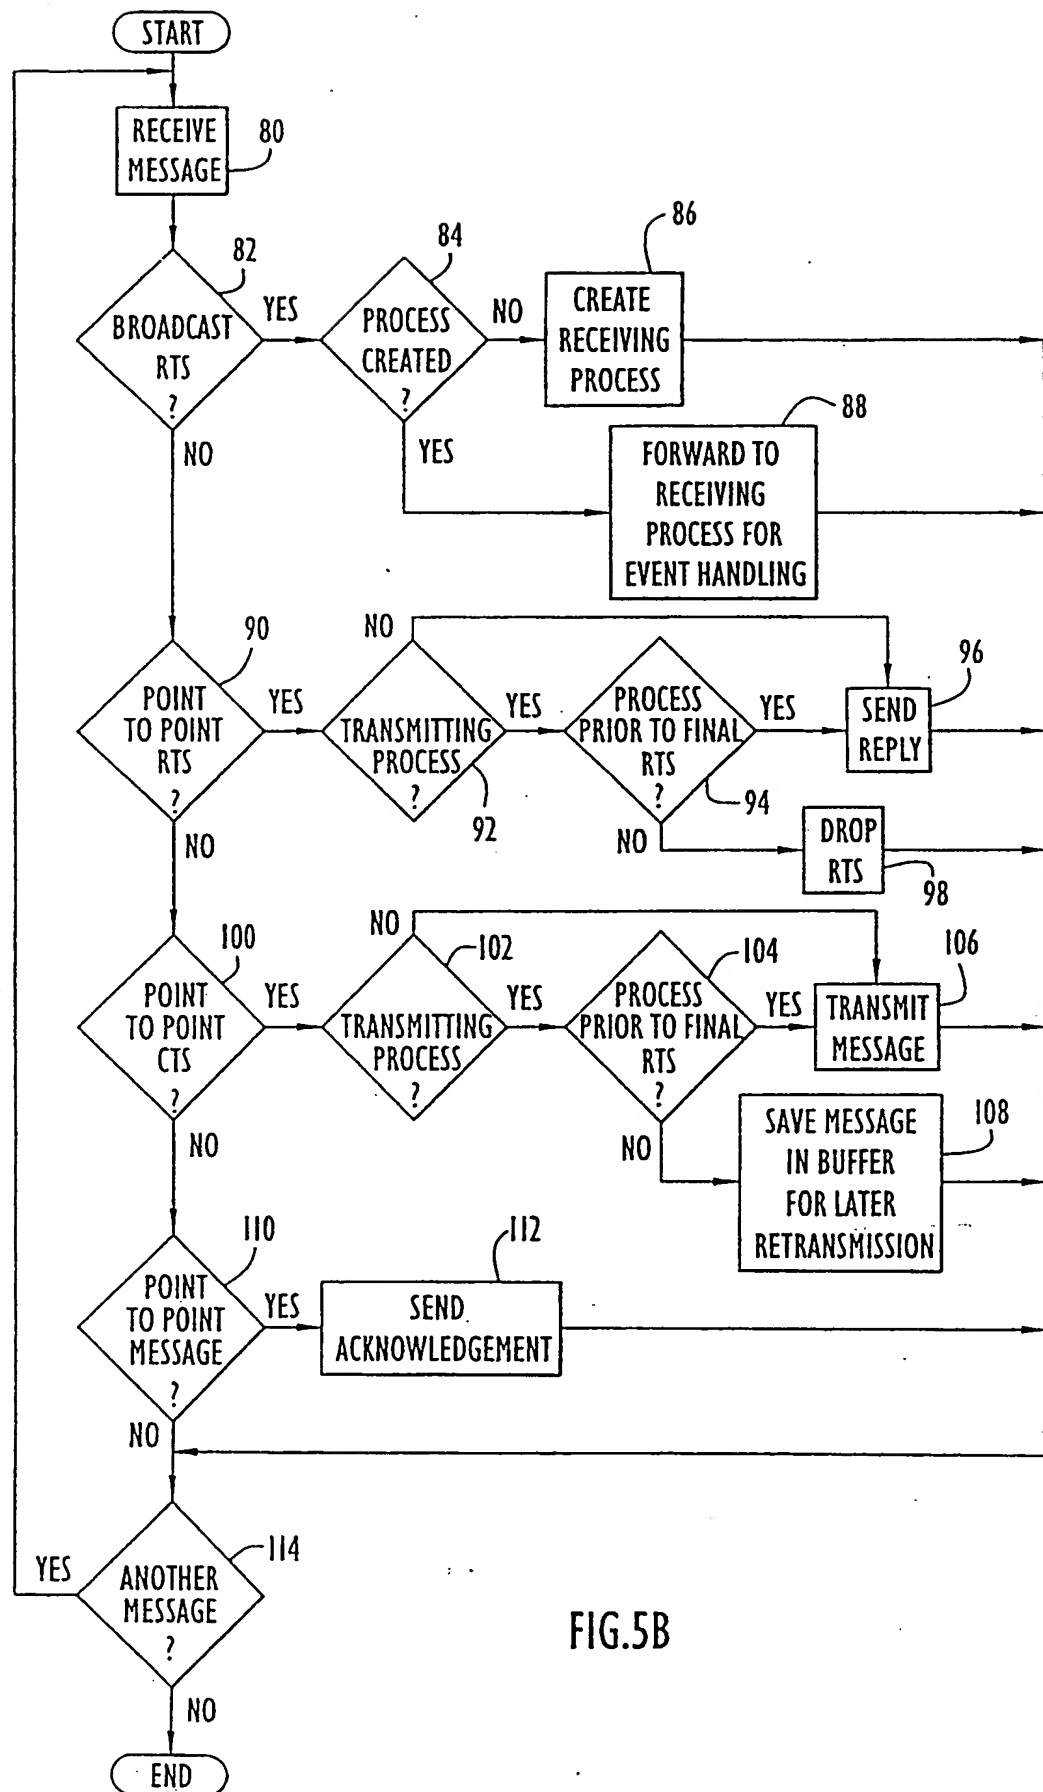 START
RECEIVE
MESSAGE
80
BROADCAST
RTS
?
82
YES
NO
PROCESS
CREATED
?
84
NO
YES
CREATE
RECEIVING
PROCESS
86
FORWARD TO
RECEIVING
PROCESS FOR
EVENT HANDLING
88
POINT
TO POINT
RTS
?
90
YES
NO
TRANSMITTING
PROCESS
?
92
NO
YES
PROCESS
PRIOR TO FINAL
RTS
?
94
YES
NO
SEND
REPLY
96
DROP
RTS
98
POINT
TO POINT
CTS
?
100
YES
NO
TRANSMITTING
PROCESS
?
102
NO
YES
PROCESS
PRIOR TO FINAL
RTS
?
104
YES
NO
TRANSMIT
MESSAGE
106
SAVE MESSAGE
IN BUFFER
FOR LATER
RETRANSMISSION
108
POINT
TO POINT
MESSAGE
?
110
YES
NO
SEND
ACKNOWLEDGEMENT
112
ANOTHER
MESSAGE
?
114
YES
NO
END
FIG.5B